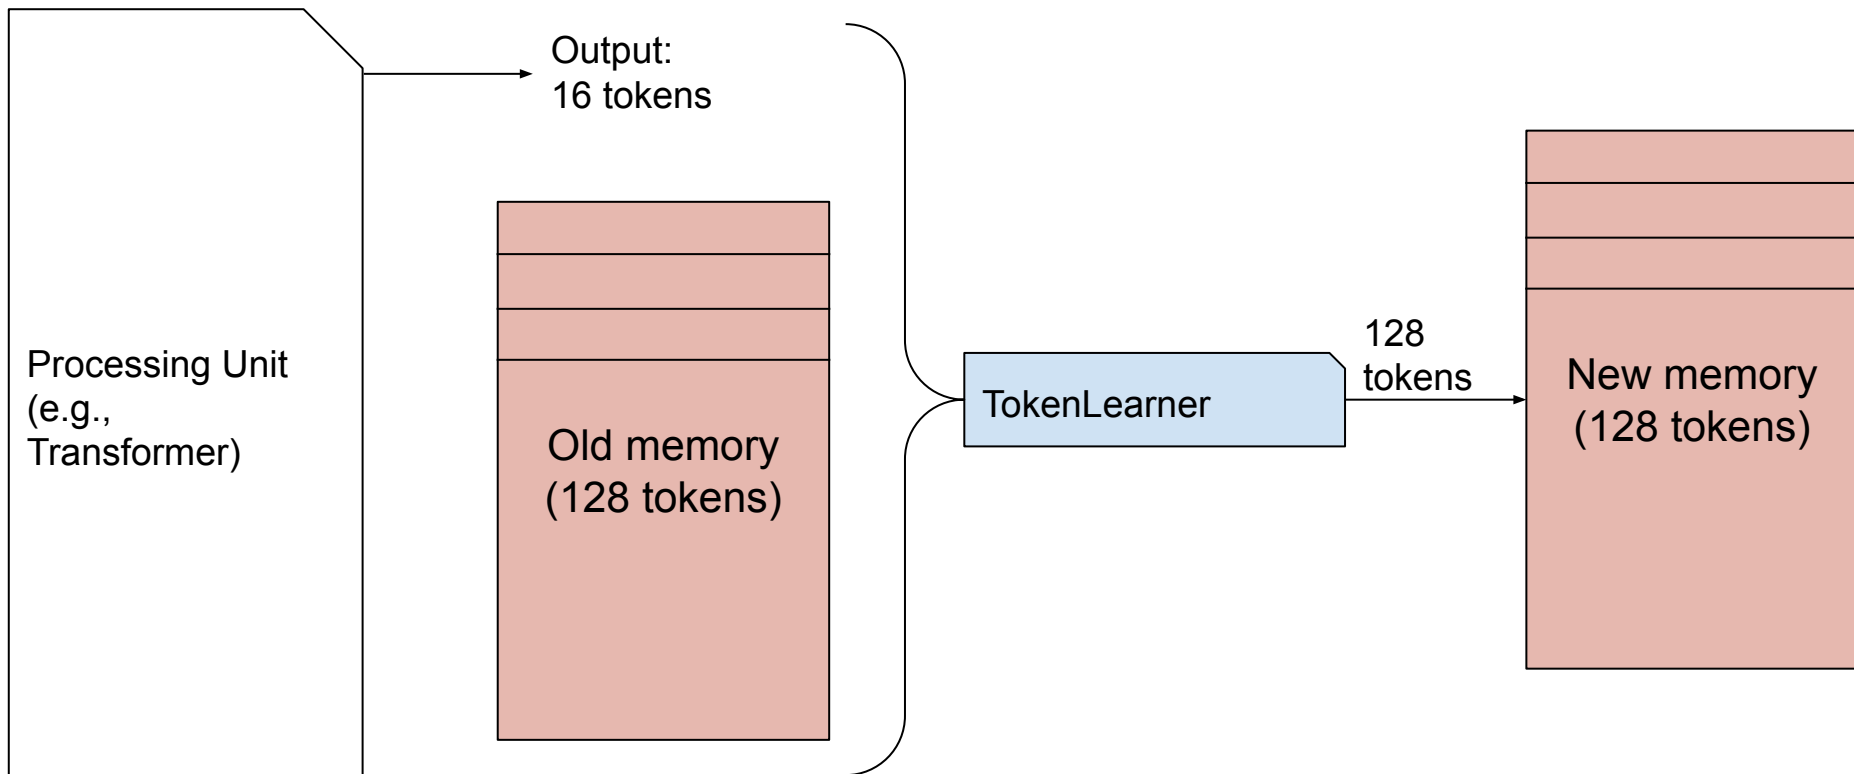 Output:
16 tokens
Processing Unit
(e.g.,
Transformer)
Old memory
(128 tokens)
TokenLearner
128
tokens
New memory
(128 tokens)